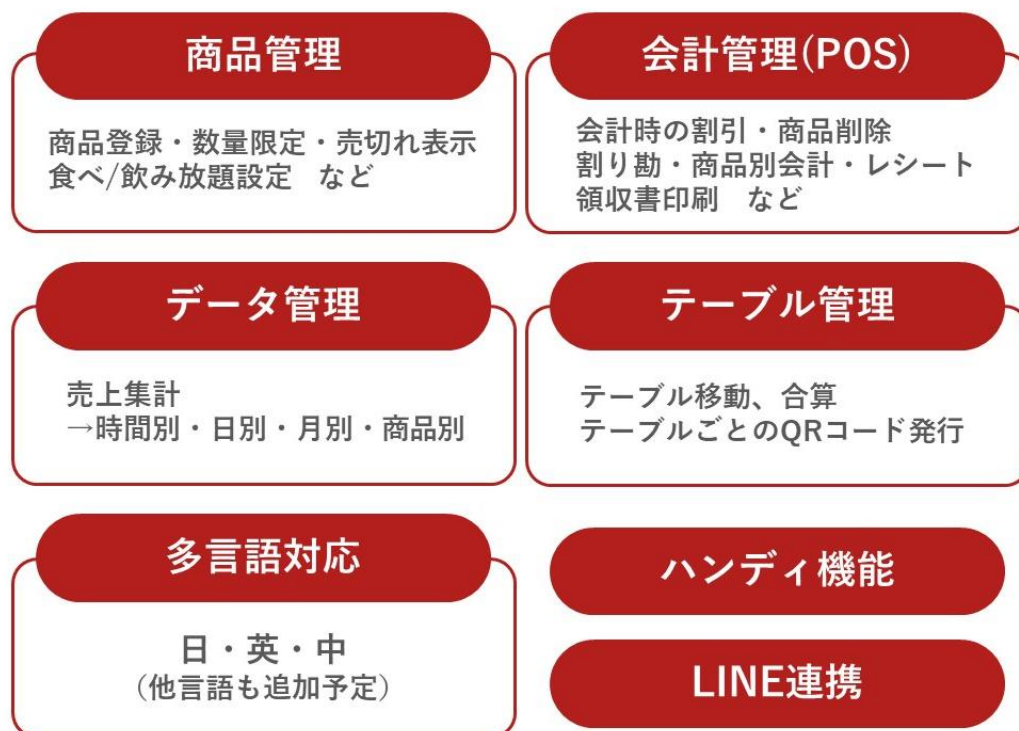 商品管理
商品登録・数量限定・売切れ表示
食べ/飲み放題設定　など
会計管理(POS)
会計時の割引・商品削除
割り勘・商品別会計・レシート
領収書印刷　など
データ管理
売上集計
→時間別・日別・月別・商品別
テーブル管理
テーブル移動、合算
テーブルごとのQRコード発行
多言語対応
日・英・中
（他言語も追加予定）
ハンディ機能
LINE連携